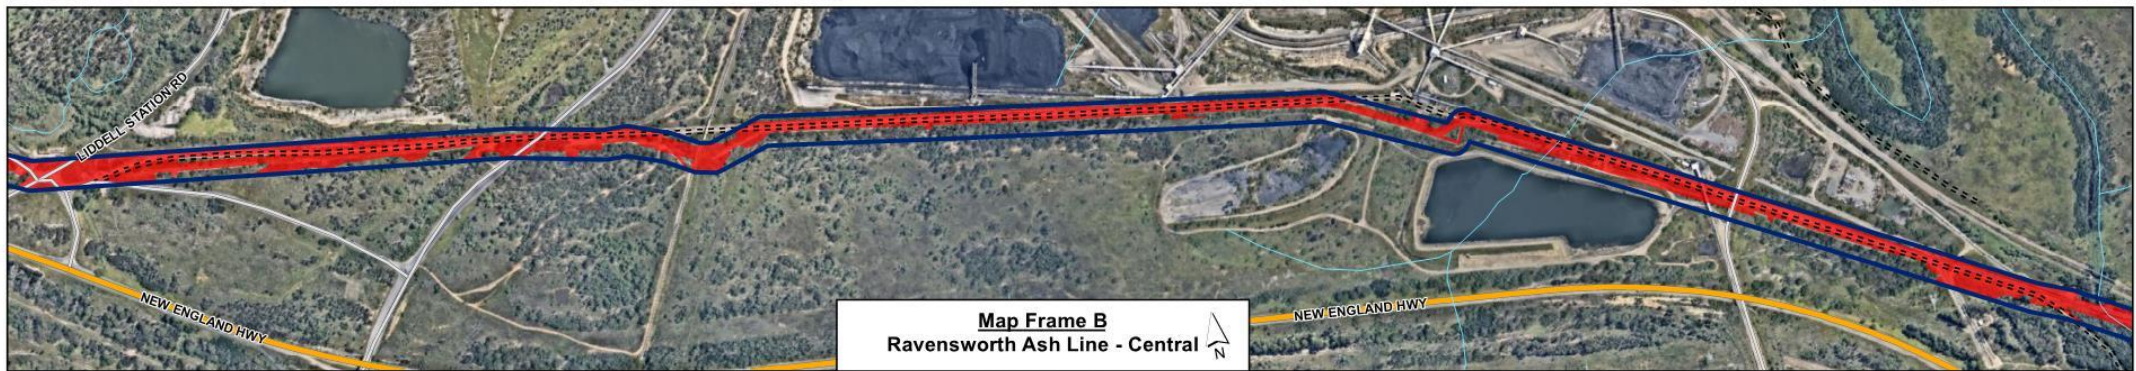 LIDDELL STATION RD
NEW ENGLAND HWY
NEW ENGLAND HWY
Map Frame B
Ravensworth Ash Line - Central
N